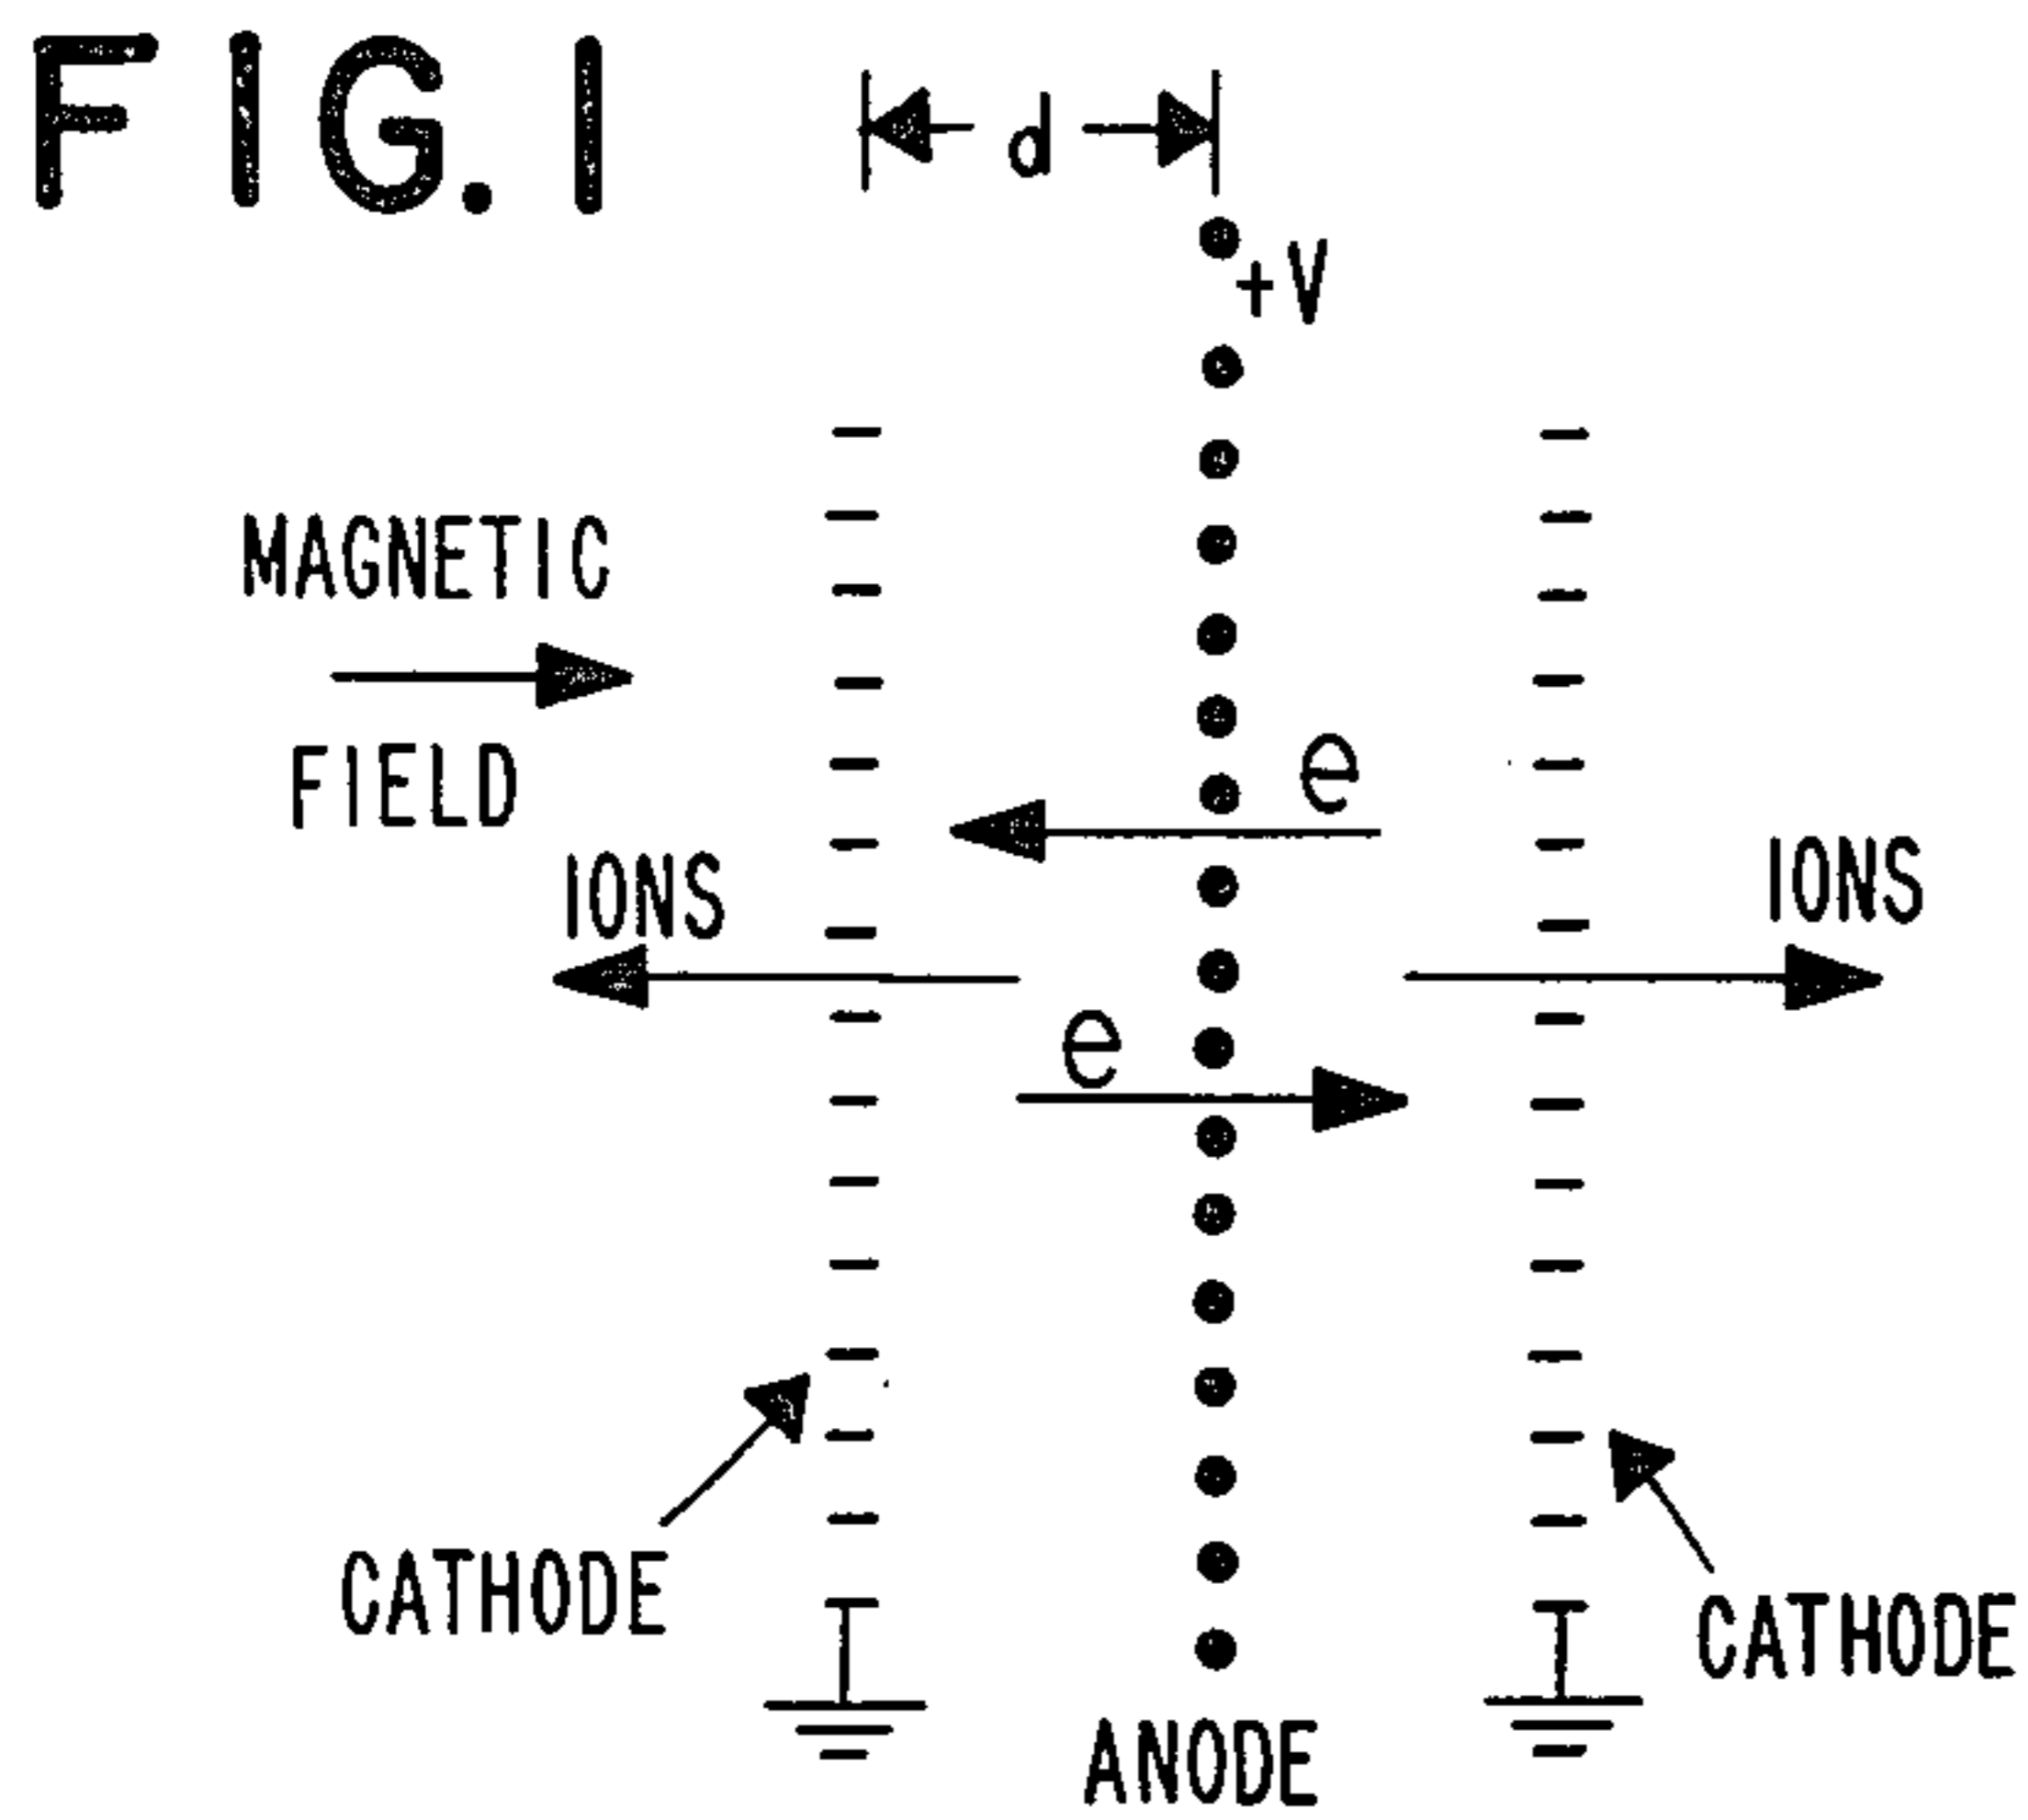 FIG. 1
d
+V
MAGNETIC
FIELD
e
IONS
IONS
e
CATHODE
CATHODE
ANODE